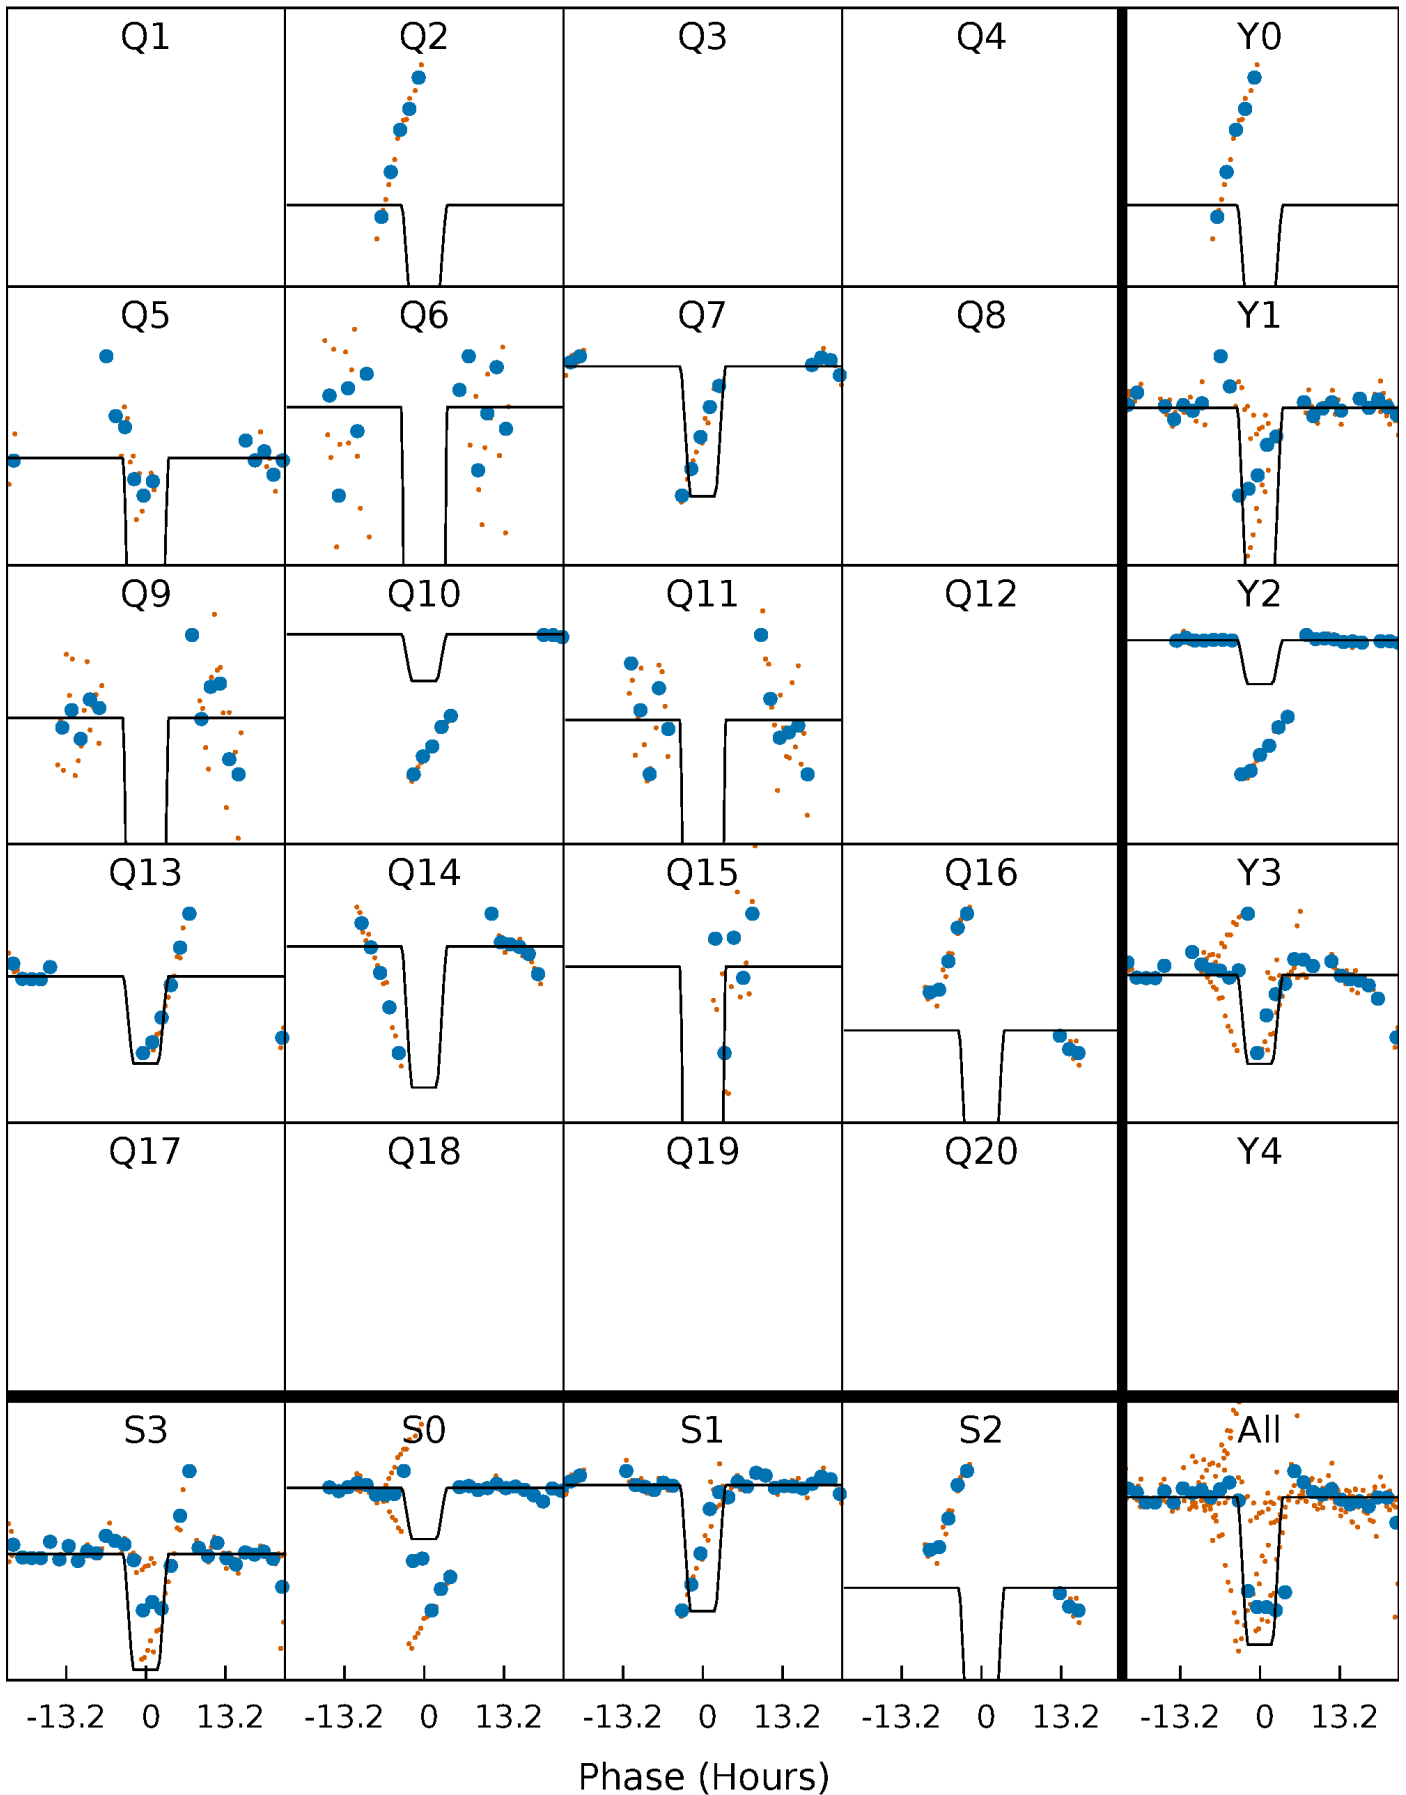 Q1 Q2 Q3 Q4 Y0
Q5 Q6 Q7 Q8 Y1
Q9 Q10 Q11 Q12 Y2
Q13 Q14 Q15 Q16 Y3
Q17 Q18 Q19 Q20 Y4
S3 S0 S1 S2 All
-13.2 0 13.2 -13.2 0 13.2 -13.2 0 13.2 -13.2 0 13.2 -13.2 0 13.2
Phase (Hours)